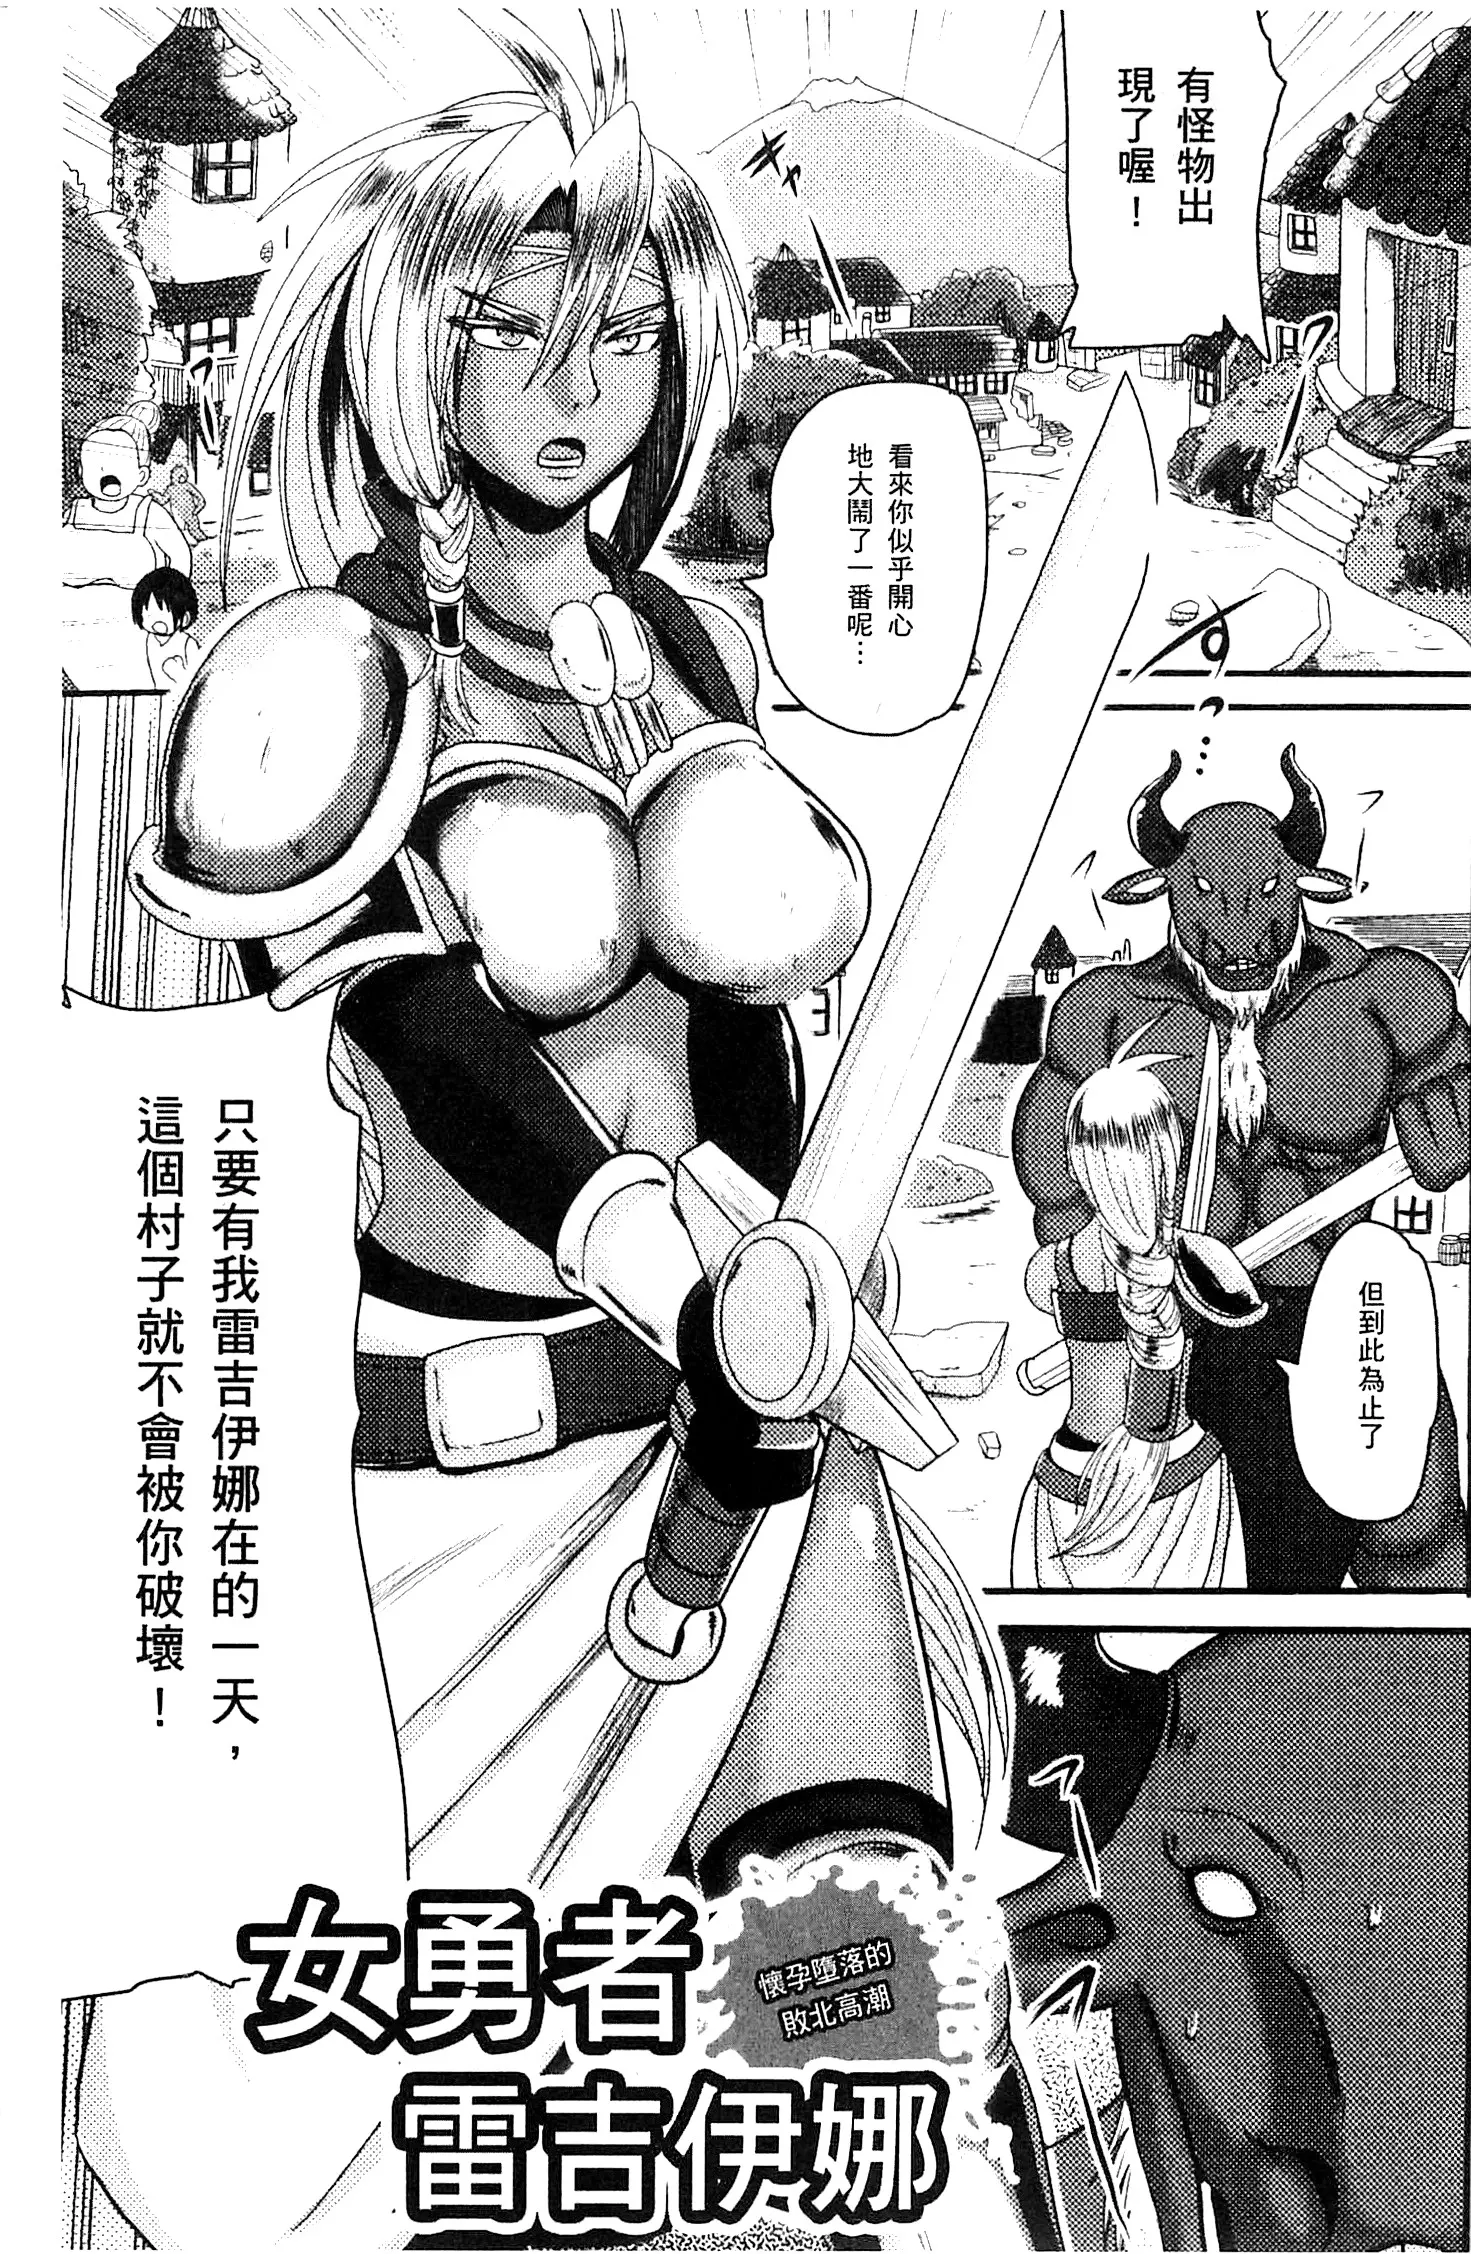 有怪物出
現了喔！
看來你似乎開心
地大鬧了一番呢…
但到此為止了
只要有我雷吉伊娜在的一天，
這個村子就不會被你破壞！
女勇者
雷吉伊娜
懷孕墮落的
敗北高潮